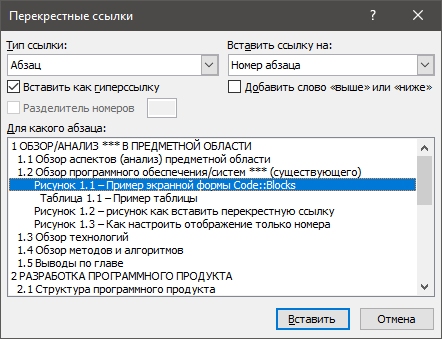 Перекрестные ссылки
?
Тип ссылки:
Вставить ссылку на:
Абзац
Номер абзаца
Вставить как гиперссылку
Добавить слово «выше» или «ниже»
Разделитель номеров
Для какого абзаца:
1 ОБЗОР/АНАЛИЗ *** В ПРЕДМЕТНОЙ ОБЛАСТИ
1.1 Обзор аспектов (анализ) предметной области
1.2 Обзор программного обеспечения/систем *** (существующего)
Рисунок 1.1 – Пример экранной формы Code::Blocks
Таблица 1.1 – Пример таблицы
Рисунок 1.2 – рисунок как вставить перекрестную ссылку
Рисунок 1.3 – Как настроить отображение только номера
1.3 Обзор технологий
1.4 Обзор методов и алгоритмов
1.5 Выводы по главе
2 РАЗРАБОТКА ПРОГРАММНОГО ПРОДУКТА
2.1 Структура программного продукта
Вставить
Отмена